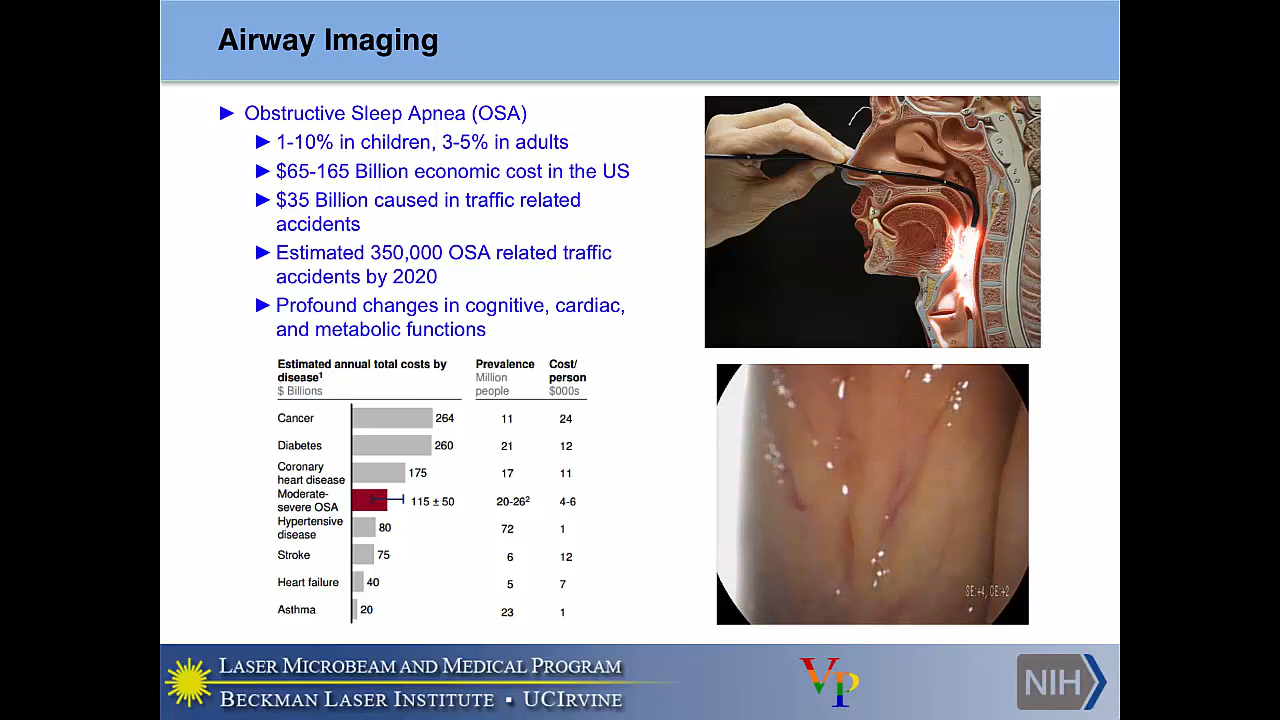 Airway Imaging
► Obstructive Sleep Apnea (OSA)
► 1-10% in children, 3-5% in adults
► $65-165 Billion economic cost in the US
► $35 Billion caused in traffic related
accidents
► Estimated 350,000 OSA related traffic
accidents by 2020
► Profound changes in cognitive, cardiac,
and metabolic functions
Estimated annual total costs by
disease¹
$ Billions
Prevalence
Million
people
Cost/
person
$000s
Cancer 264 11 24
Diabetes 260 21 12
Coronary
heart disease 175 17 11
Moderate-
severe OSA 115 ± 50 20-26² 4-6
Hypertensive
disease 80 72 1
Stroke 75 6 12
Heart failure 40 5 7
Asthma 20 23 1
SE:+4, CE:+2
LASER MICROBEAM AND MEDICAL PROGRAM
BECKMAN LASER INSTITUTE ▪ UCIRVINE
VP
NIH